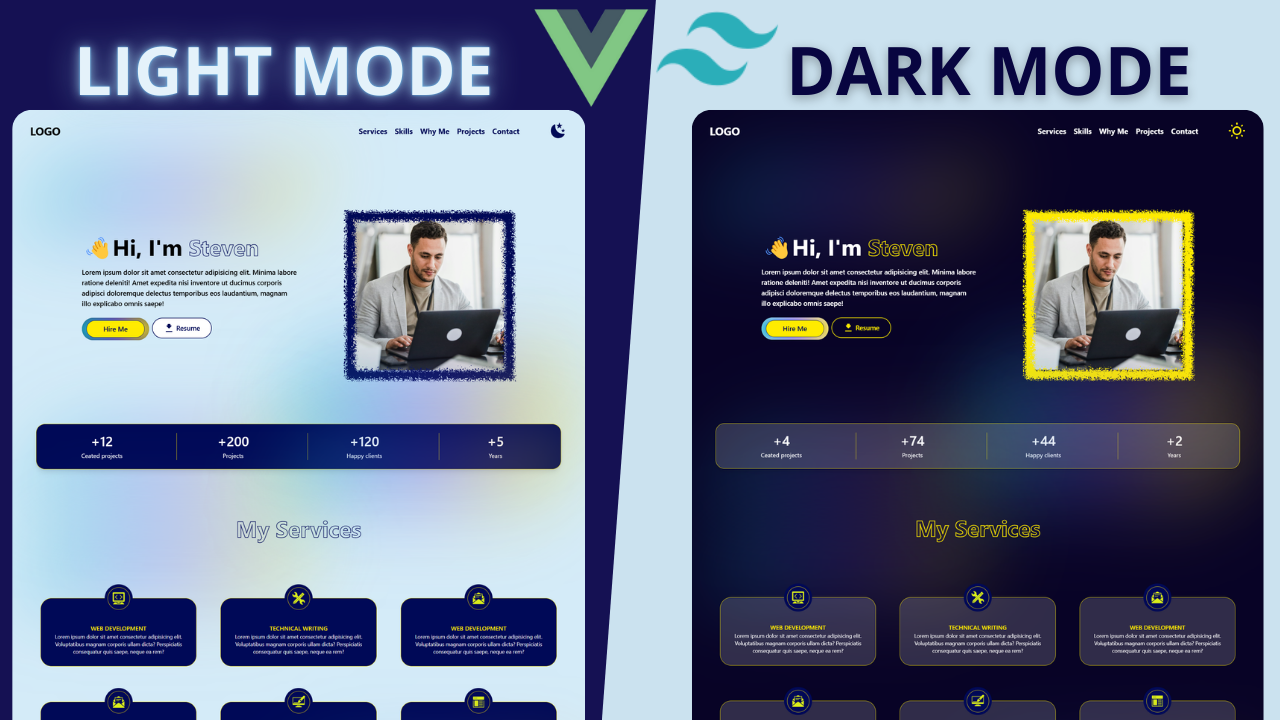 LIGHT MODE
DARK MODE
LOGO
Services Skills Why Me Projects Contact
Hi, I'm Steven
Lorem ipsum dolor sit amet consectetur adipisicing elit. Minima labore
ratione deleniti! Amet expedita nisi inventore ut ducimus corporis
adipisci doloremque delectus temporibus eos laudantium, magnam
illo explicabo omnis saepe!
Hire Me
Resume
+12
+200
+120
+5
Ceated projects
Projects
Happy clients
Years
My Services
WEB DEVELOPMENT
Lorem ipsum dolor sit amet consectetur adipisicing elit.
Voluptatibus magnam corporis ullam dicta? Perspiciatis
consequatur quis saepe, neque ea rem?
TECHNICAL WRITING
Lorem ipsum dolor sit amet consectetur adipisicing elit.
Voluptatibus magnam corporis ullam dicta? Perspiciatis
consequatur quis saepe, neque ea rem?
WEB DEVELOPMENT
Lorem ipsum dolor sit amet consectetur adipisicing elit.
Voluptatibus magnam corporis ullam dicta? Perspiciatis
consequatur quis saepe, neque ea rem?
LOGO
Services Skills Why Me Projects Contact
Hi, I'm Steven
Lorem ipsum dolor sit amet consectetur adipisicing elit. Minima labore
ratione deleniti! Amet expedita nisi inventore ut ducimus corporis
adipisci doloremque delectus temporibus eos laudantium, magnam
illo explicabo omnis saepe!
Hire Me
Resume
+4
+74
+44
+2
Ceated projects
Projects
Happy clients
Years
My Services
WEB DEVELOPMENT
Lorem ipsum dolor sit amet consectetur adipisicing elit.
Voluptatibus magnam corporis ullam dicta? Perspiciatis
consequatur quis saepe, neque ea rem?
TECHNICAL WRITING
Lorem ipsum dolor sit amet consectetur adipisicing elit.
Voluptatibus magnam corporis ullam dicta? Perspiciatis
consequatur quis saepe, neque ea rem?
WEB DEVELOPMENT
Lorem ipsum dolor sit amet consectetur adipisicing elit.
Voluptatibus magnam corporis ullam dicta? Perspiciatis
consequatur quis saepe, neque ea rem?